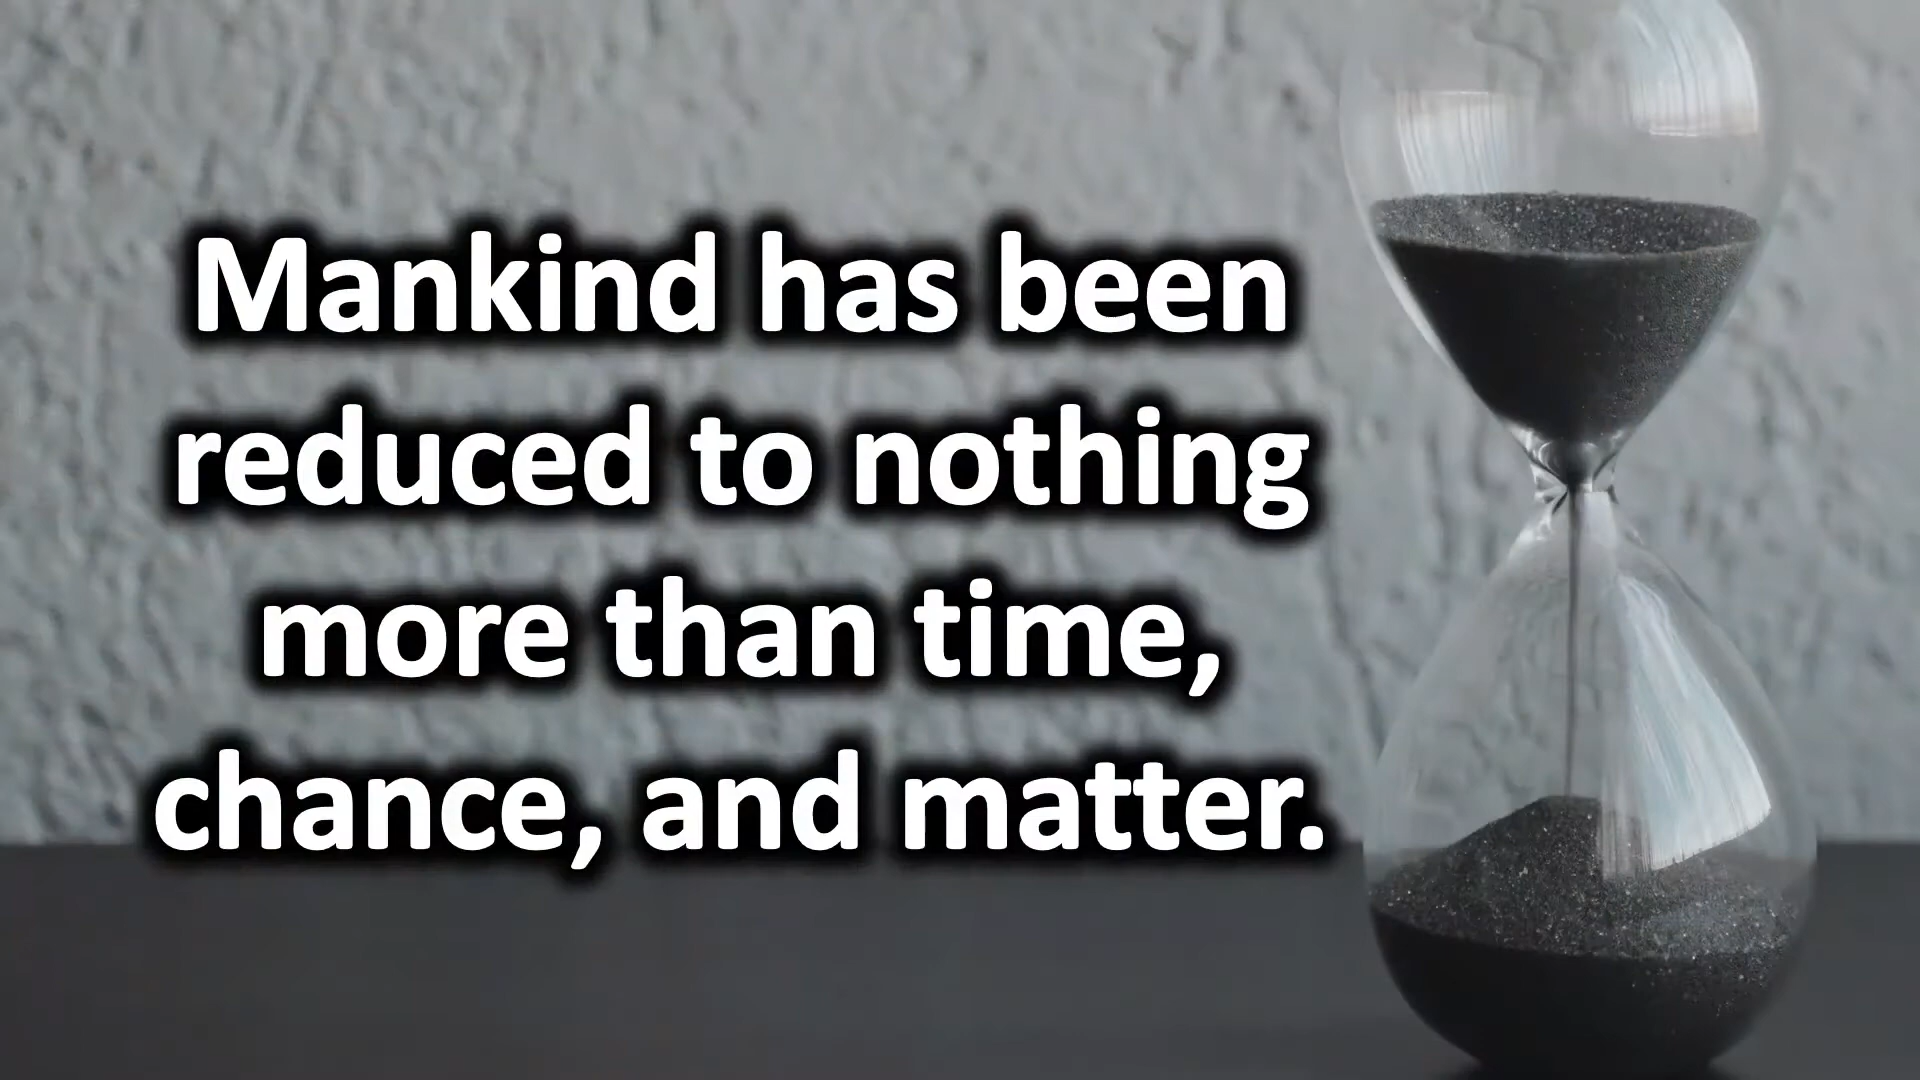 Mankind has been
reduced to nothing
more than time,
chance, and matter.